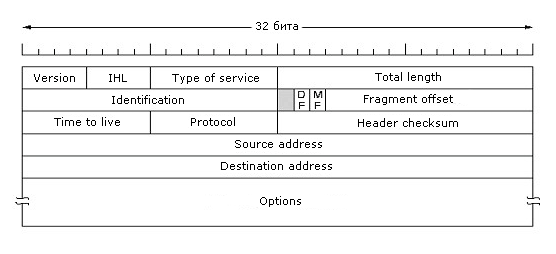 32 бита
Version IHL Type of service Total length
Identification D F M F Fragment offset
Time to live Protocol Header checksum
Source address
Destination address
Options